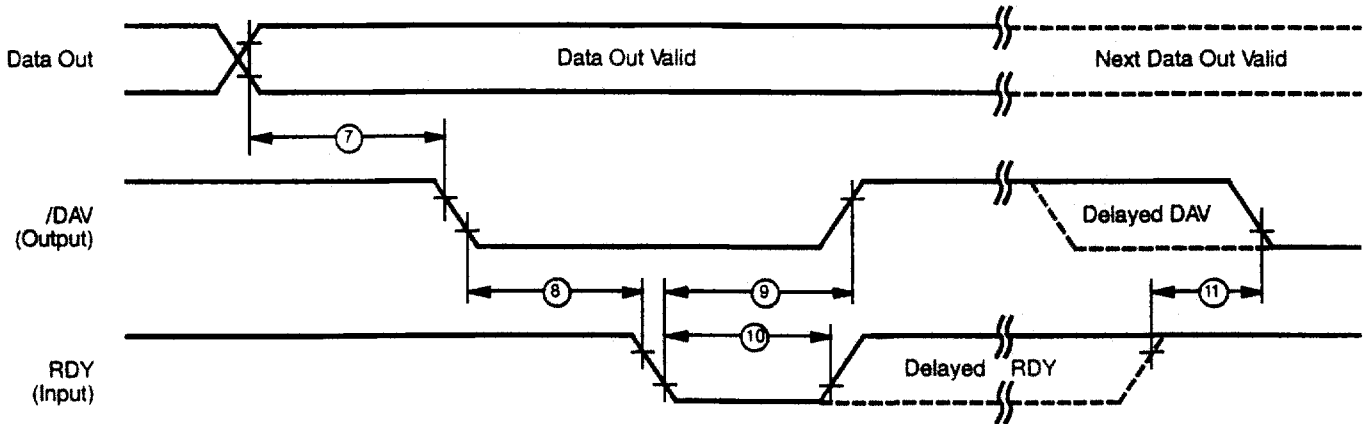 Data Out
Data Out Valid
Next Data Out Valid
7
/DAV
(Output)
Delayed DAV
8
9
11
10
RDY
(Input)
Delayed RDY